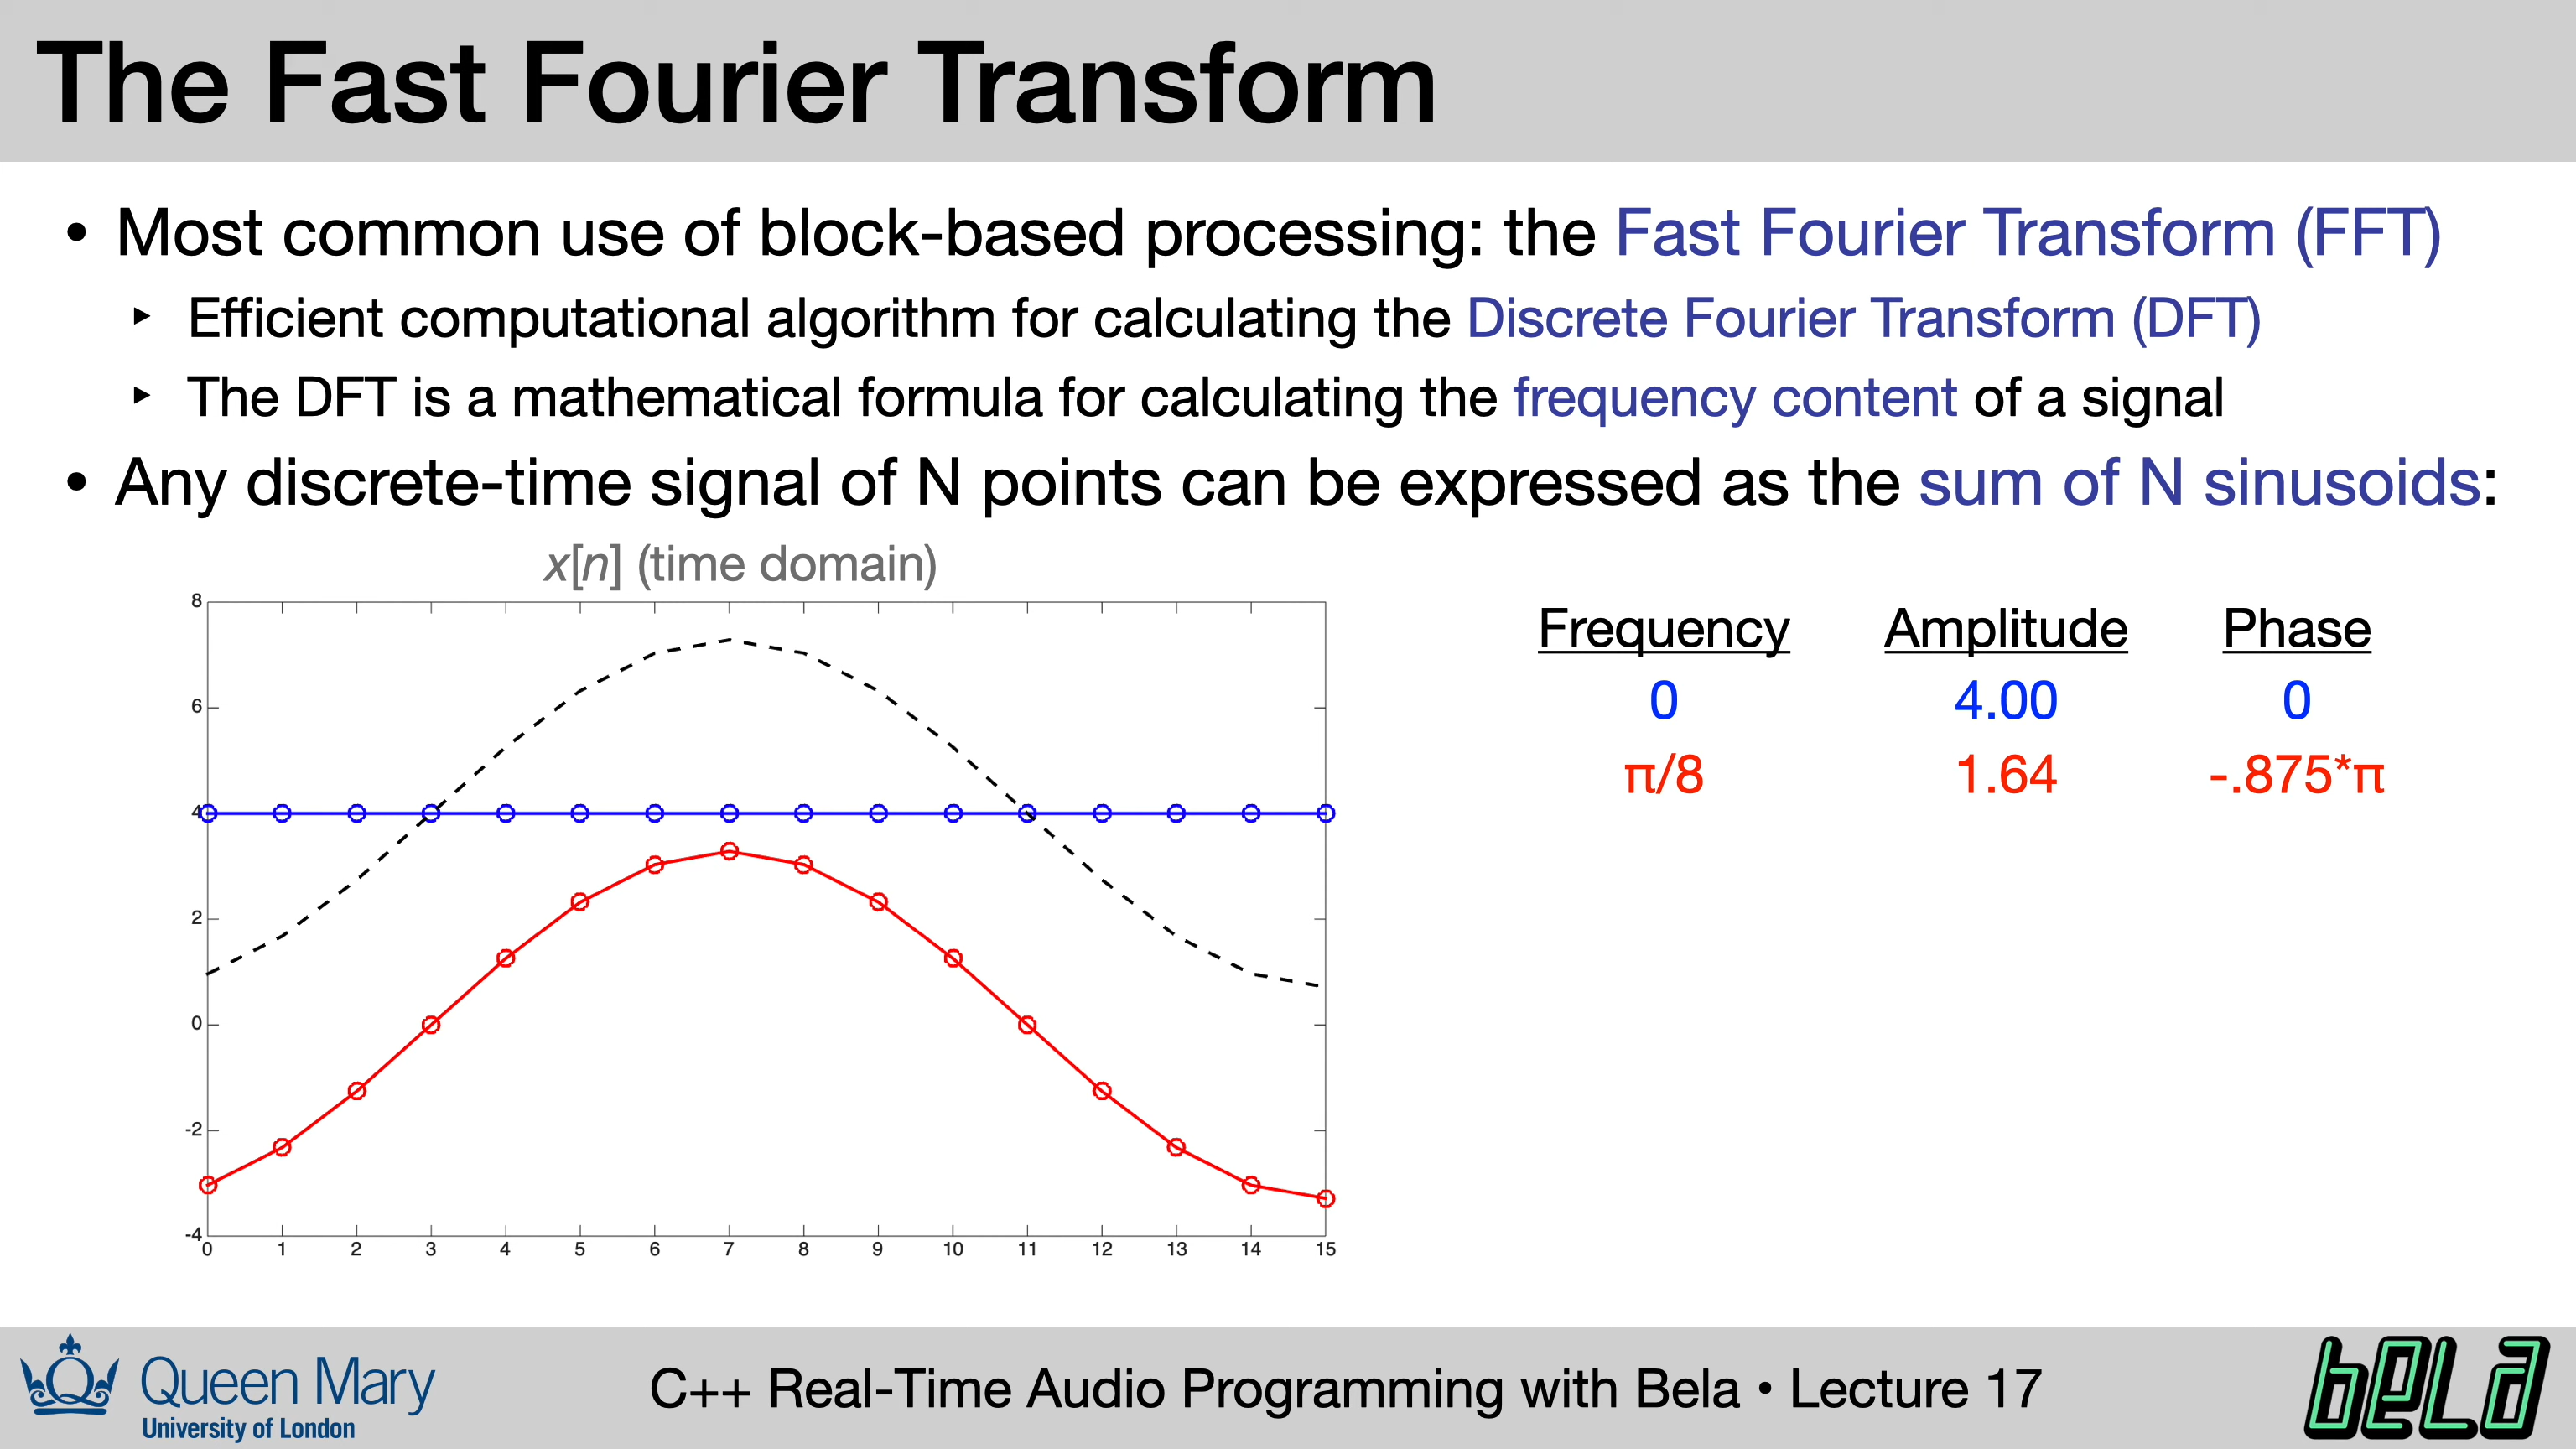 The Fast Fourier Transform
• Most common use of block-based processing: the Fast Fourier Transform (FFT)
‣ Efficient computational algorithm for calculating the Discrete Fourier Transform (DFT)
‣ The DFT is a mathematical formula for calculating the frequency content of a signal
• Any discrete-time signal of N points can be expressed as the sum of N sinusoids:
x[n] (time domain)
8
6
4
2
0
-2
-4
0 1 2 3 4 5 6 7 8 9 10 11 12 13 14 15
Frequency Amplitude Phase
0 4.00 0
π/8 1.64 -.875*π
Queen Mary
University of London
C++ Real-Time Audio Programming with Bela • Lecture 17
bela